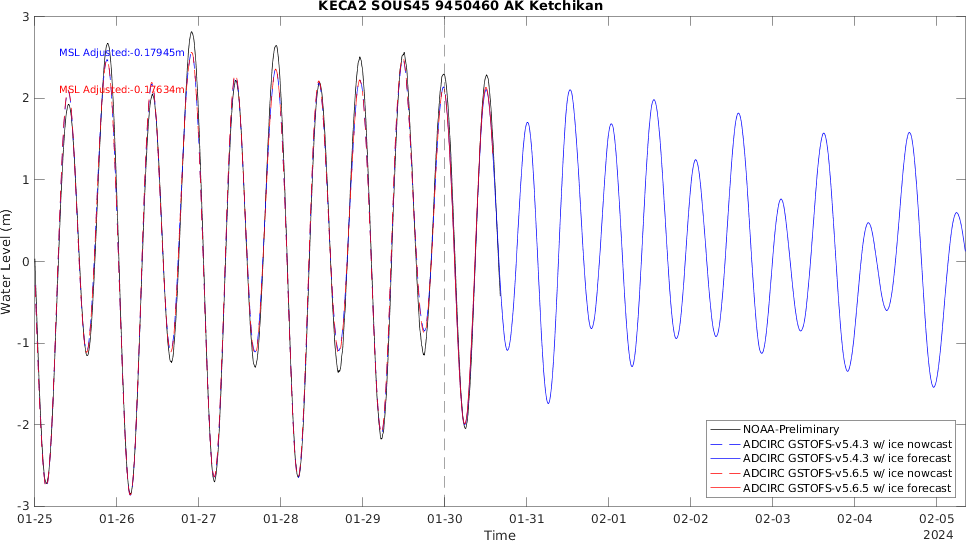 KECA2 SOUS45 9450460 AK Ketchikan
3
2
1
0
-1
-2
-3
Water Level (m)
MSL Adjusted:-0.17945m
MSL Adjusted:-0.17634m
NOAA-Preliminary
ADCIRC GSTOFS-v5.4.3 w/ ice nowcast
ADCIRC GSTOFS-v5.4.3 w/ ice forecast
ADCIRC GSTOFS-v5.6.5 w/ ice nowcast
ADCIRC GSTOFS-v5.6.5 w/ ice forecast
01-25 01-26 01-27 01-28 01-29 01-30 01-31 02-01 02-02 02-03 02-04 02-05
Time
2024